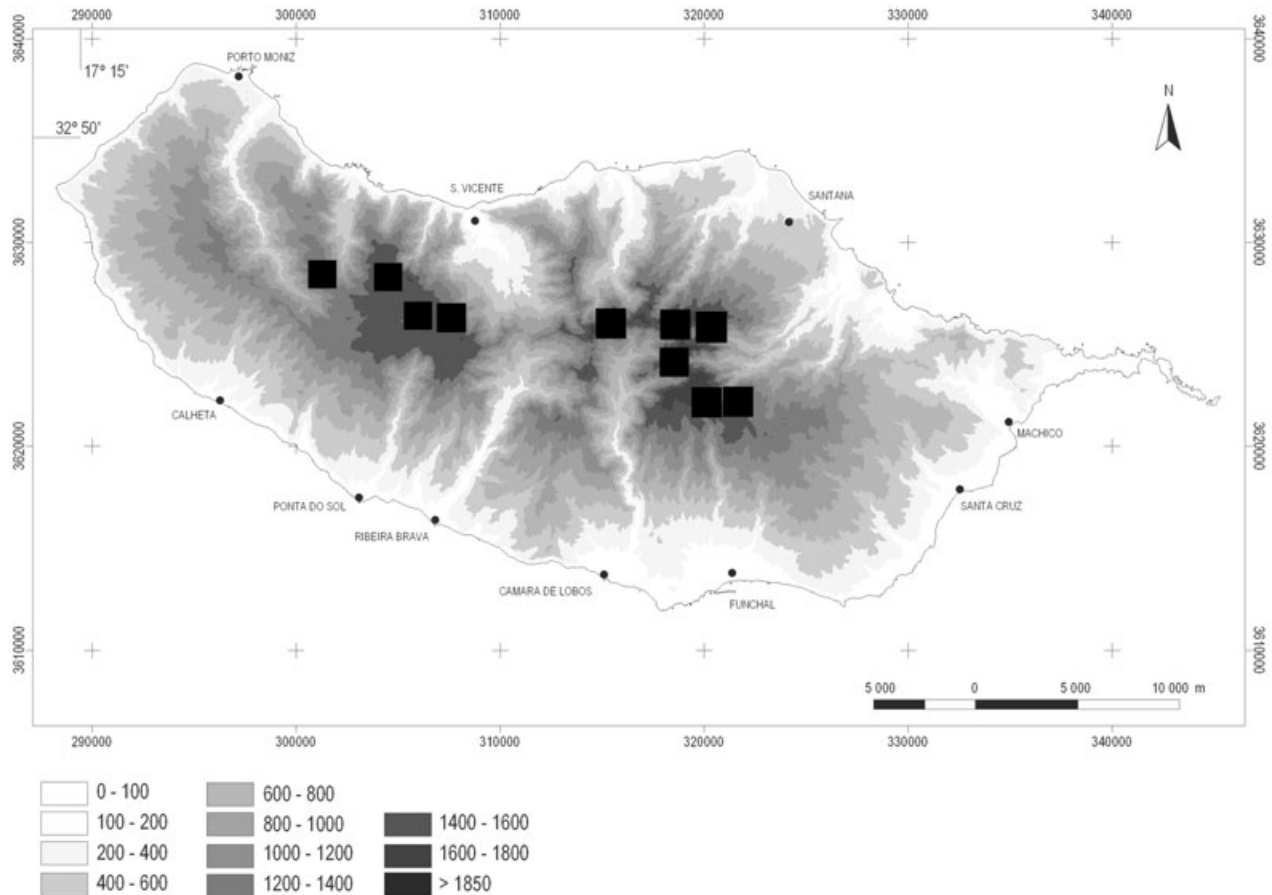 290000 300000 310000 320000 330000 340000
3640000 3640000
PORTO MONIZ
17° 15'
N
32° 50'
S. VICENTE
SANTANA
3630000 3630000
CALHETA
MACHICO
3620000 3620000
PONTA DO SOL
SANTA CRUZ
RIBEIRA BRAVA
CAMARA DE LOBOS
FUNCHAL
3610000 3610000
5 000 0 5 000 10 000 m
290000 300000 310000 320000 330000 340000
0 - 100
100 - 200
200 - 400
400 - 600
600 - 800
800 - 1000
1000 - 1200
1200 - 1400
1400 - 1600
1600 - 1800
> 1850